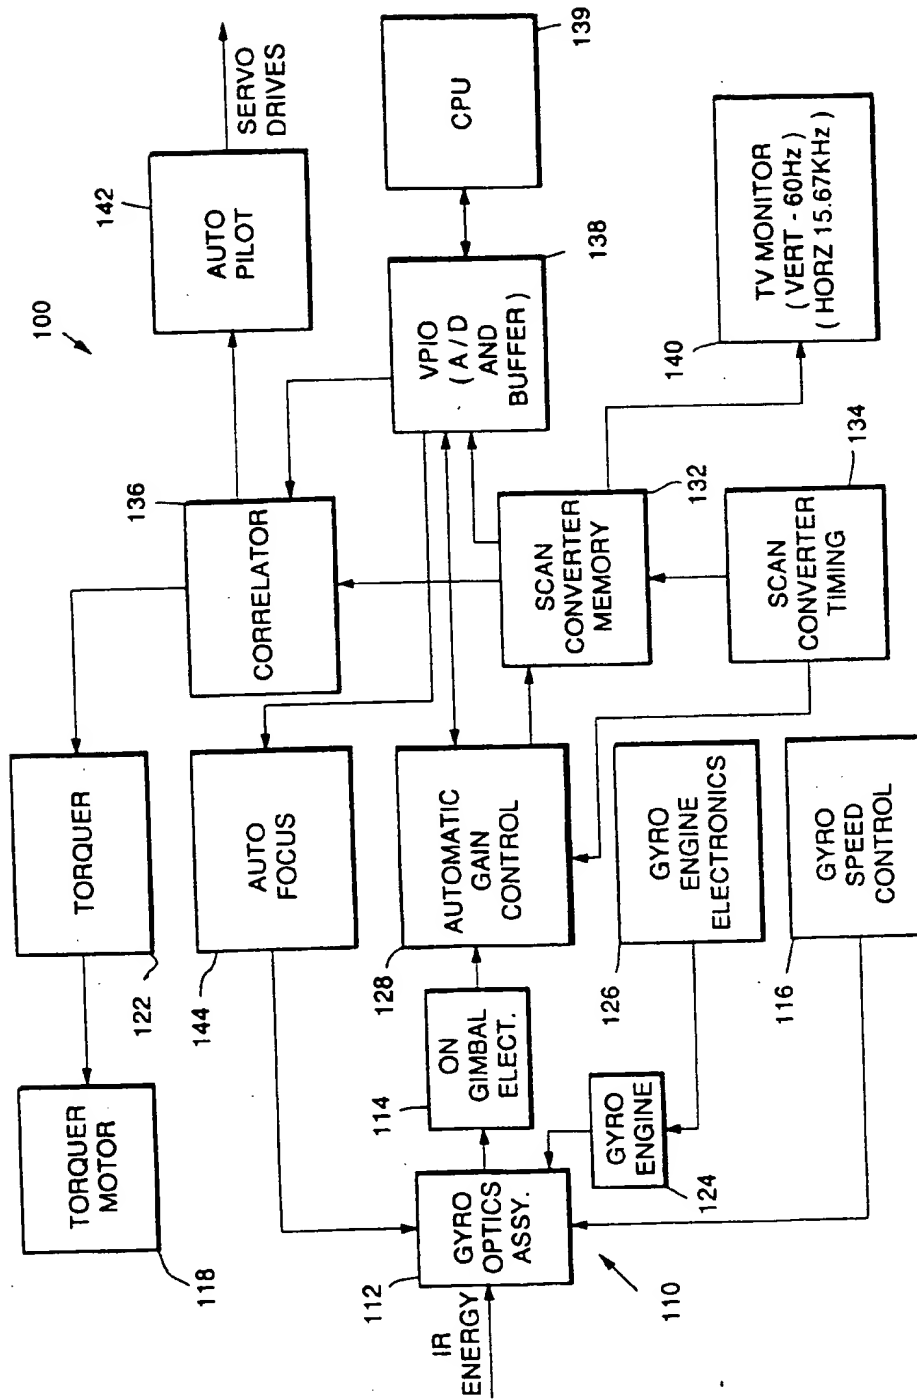 100
TORQUER
MOTOR
118
TORQUER
122
CORRELATOR
136
AUTO
PILOT
142
SERVO
DRIVES
AUTO
FOCUS
144
VPIO
( A / D
AND
BUFFER )
138
CPU
139
IR
ENERGY
GYRO
OPTICS
ASSY.
112
110
ON
GIMBAL
ELECT.
114
AUTOMATIC
GAIN
CONTROL
128
SCAN
CONVERTER
MEMORY
132
TV MONITOR
( VERT - 60Hz )
( HORZ 15.67KHz )
140
GYRO
ENGINE
124
GYRO
ENGINE
ELECTRONICS
126
SCAN
CONVERTER
TIMING
134
GYRO
SPEED
CONTROL
116